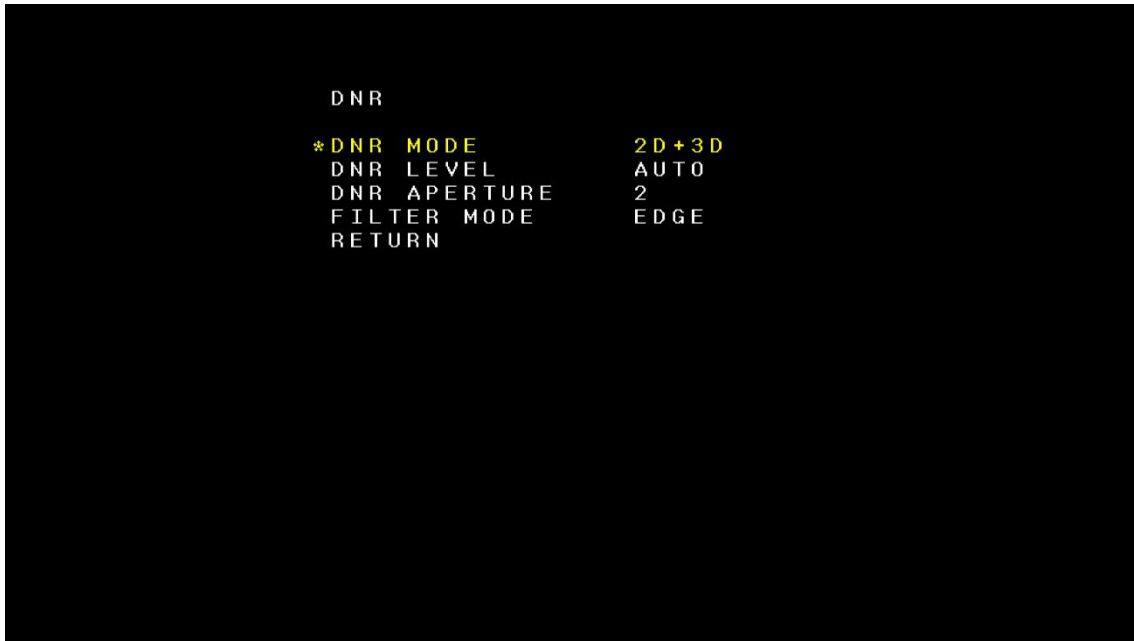 DNR
*DNR MODE 2D+3D
DNR LEVEL AUTO
DNR APERTURE 2
FILTER MODE EDGE
RETURN